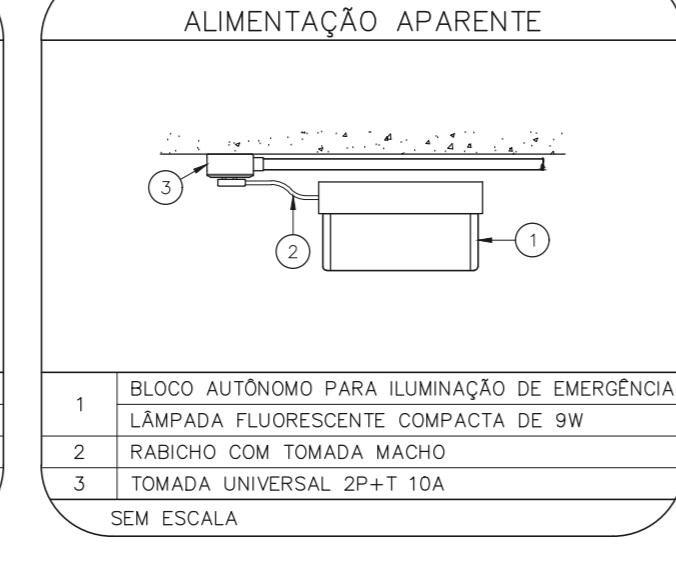 ALIMENTAÇÃO APARENTE
3
2
1
1
BLOCO AUTÔNOMO PARA ILUMINAÇÃO DE EMERGÊNCIA
LÂMPADA FLUORESCENTE COMPACTA DE 9W
2 RABICHO COM TOMADA MACHO
3 TOMADA UNIVERSAL 2P+T 10A
SEM ESCALA